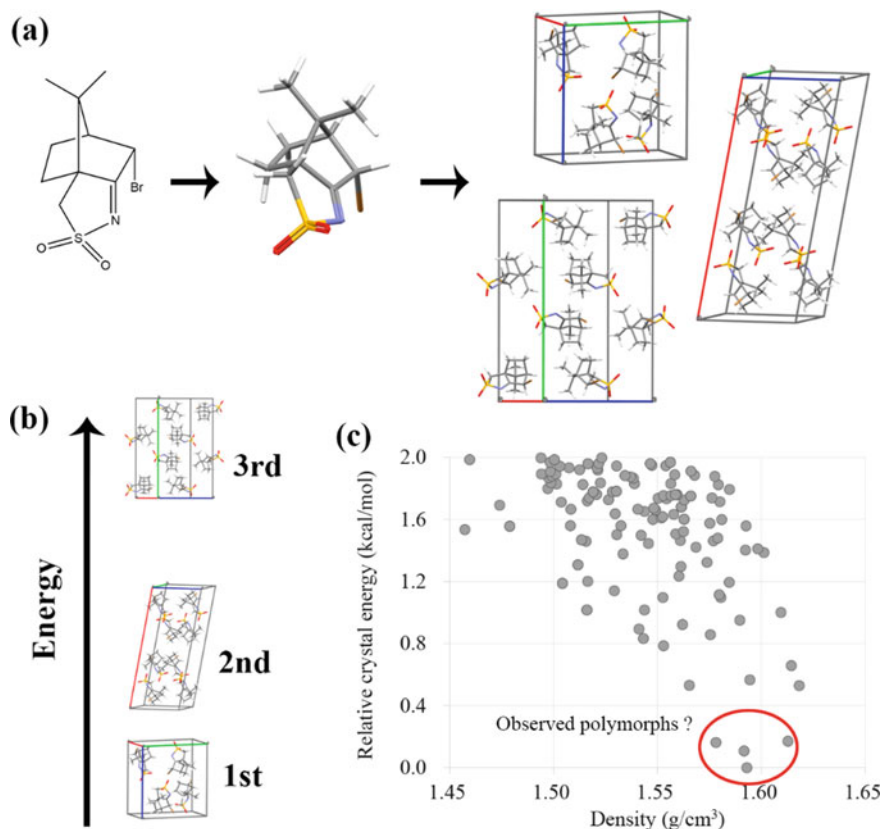 (a)
Br
N
S
O
O
(b)
Energy
3rd
2nd
1st
(c)
Relative crystal energy (kcal/mol)
2.0
1.6
1.2
0.8
0.4
0.0
Observed polymorphs ?
1.45 1.50 1.55 1.60 1.65
Density (g/cm³)